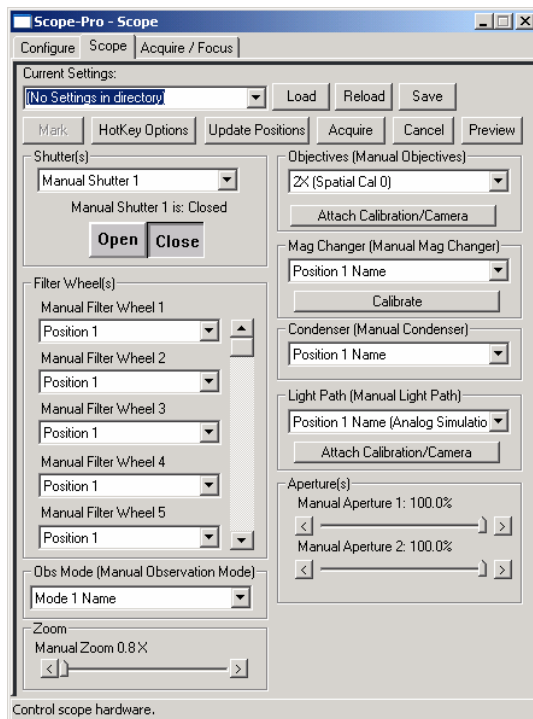 Scope-Pro - Scope
Configure Scope Acquire / Focus
Current Settings:
(No Settings in directory) Load Reload Save
Mark HotKey Options Update Positions Acquire Cancel Preview
Shutter(s)
Manual Shutter 1
Manual Shutter 1 is: Closed
Open Close
Filter Wheel(s)
Manual Filter Wheel 1
Position 1
Manual Filter Wheel 2
Position 1
Manual Filter Wheel 3
Position 1
Manual Filter Wheel 4
Position 1
Manual Filter Wheel 5
Position 1
Obs Mode (Manual Observation Mode)
Mode 1 Name
Zoom
Manual Zoom 0.8X
Objectives (Manual Objectives)
2X (Spatial Cal 0)
Attach Calibration/Camera
Mag Changer (Manual Mag Changer)
Position 1 Name
Calibrate
Condenser (Manual Condenser)
Position 1 Name
Light Path (Manual Light Path)
Position 1 Name (Analog Simulatio
Attach Calibration/Camera
Aperture(s)
Manual Aperture 1: 100.0%
Manual Aperture 2: 100.0%
Control scope hardware.